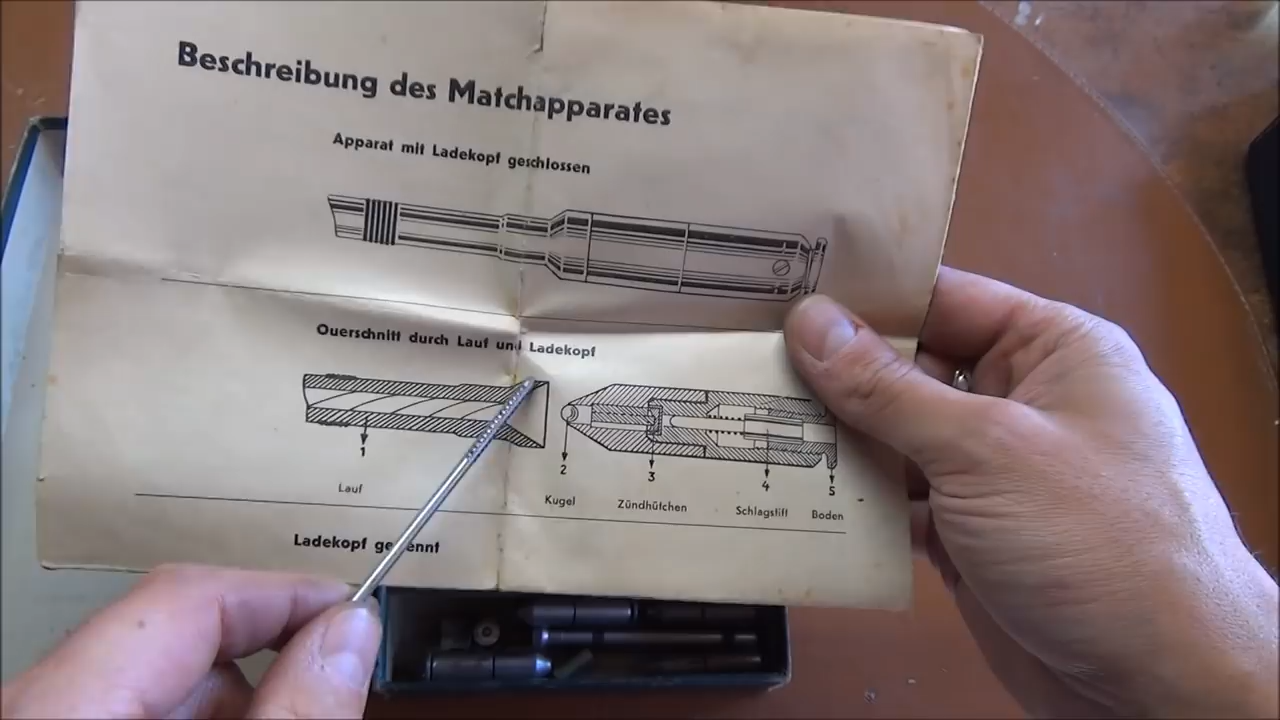 Beschreibung des Matchapparates
Apparat mit Ladekopf geschlossen
Ouerschnitt durch Lauf und Ladekopf
1
2
3
4
5
Lauf
Kugel
Zündhütchen
Schlagstift
Boden
Ladekopf getrennt